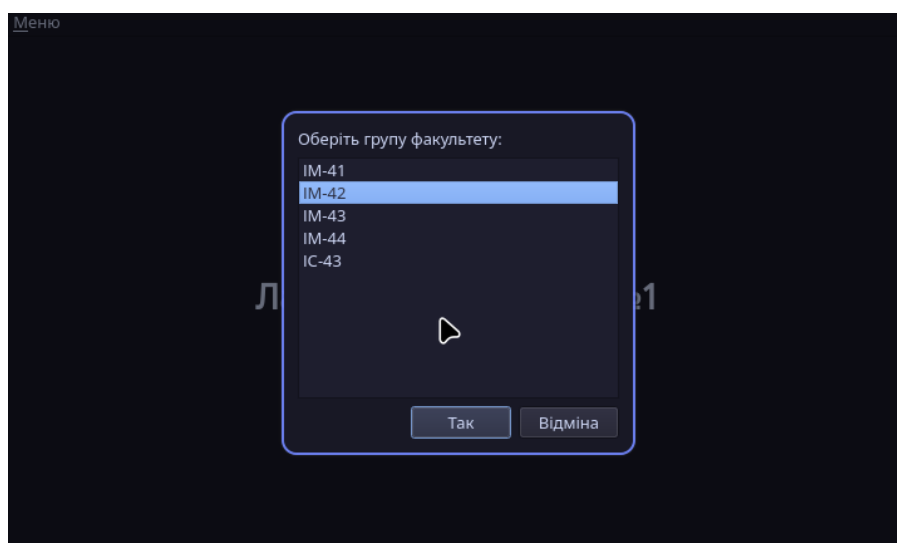 Меню
Оберіть групу факультету:
ІМ-41
ІМ-42
ІМ-43
ІМ-44
ІС-43
Так Відміна